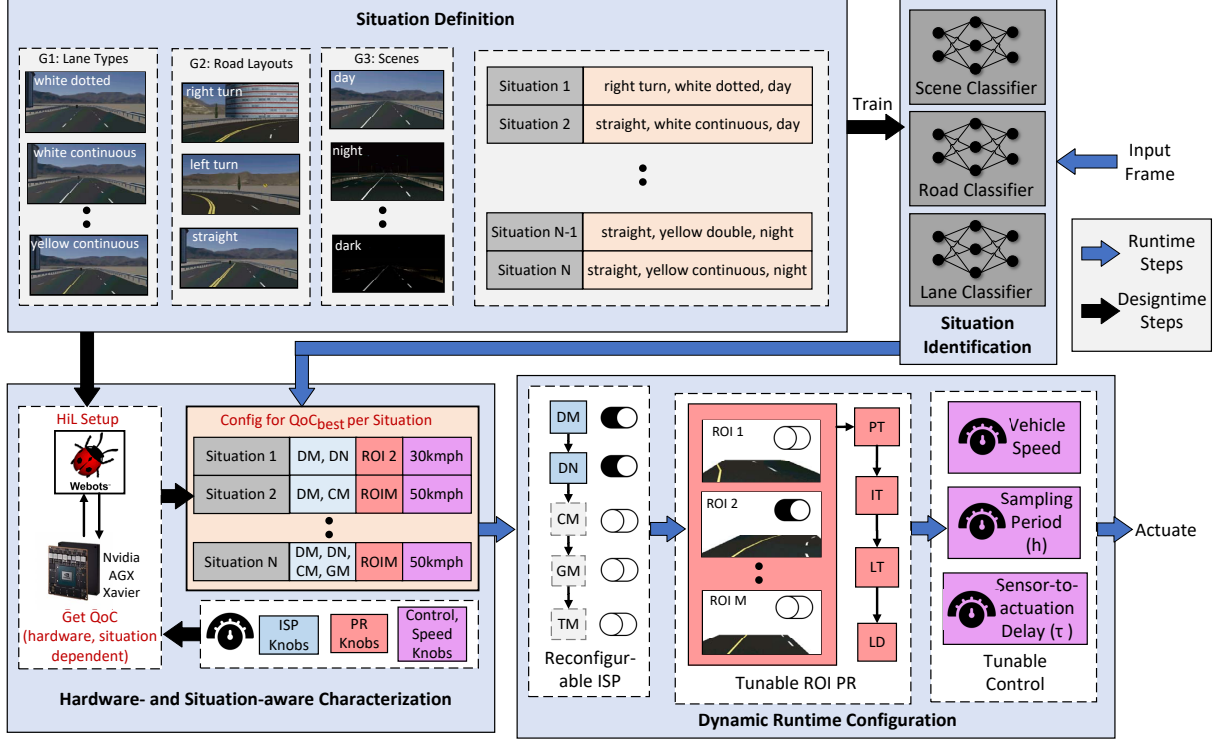 Situation Definition
G1: Lane Types
white dotted
white continuous
yellow continuous
G2: Road Layouts
right turn
left turn
straight
G3: Scenes
day
night
dark
Situation 1 right turn, white dotted, day
Situation 2 straight, white continuous, day
Situation N-1 straight, yellow double, night
Situation N straight, yellow continuous, night
Train
Scene Classifier
Road Classifier
Lane Classifier
Situation
Identification
Input
Frame
Runtime
Steps
Designtime
Steps
HiL Setup
Webots
Nvidia
AGX
Xavier
Get QoC
(hardware, situation
dependent)
Config for QoCbest per Situation
Situation 1 DM, DN ROI 2 30kmph
Situation 2 DM, CM ROIM 50kmph
Situation N DM, DN, CM, GM ROIM 50kmph
ISP
Knobs
PR
Knobs
Control,
Speed
Knobs
Hardware- and Situation-aware Characterization
DM
DN
CM
GM
TM
Reconfigur-
able ISP
ROI 1
ROI 2
ROI M
PT
IT
LT
LD
Tunable ROI PR
Vehicle
Speed
Sampling
Period
(h)
Sensor-to-
actuation
Delay (τ )
Tunable
Control
Dynamic Runtime Configuration
Actuate